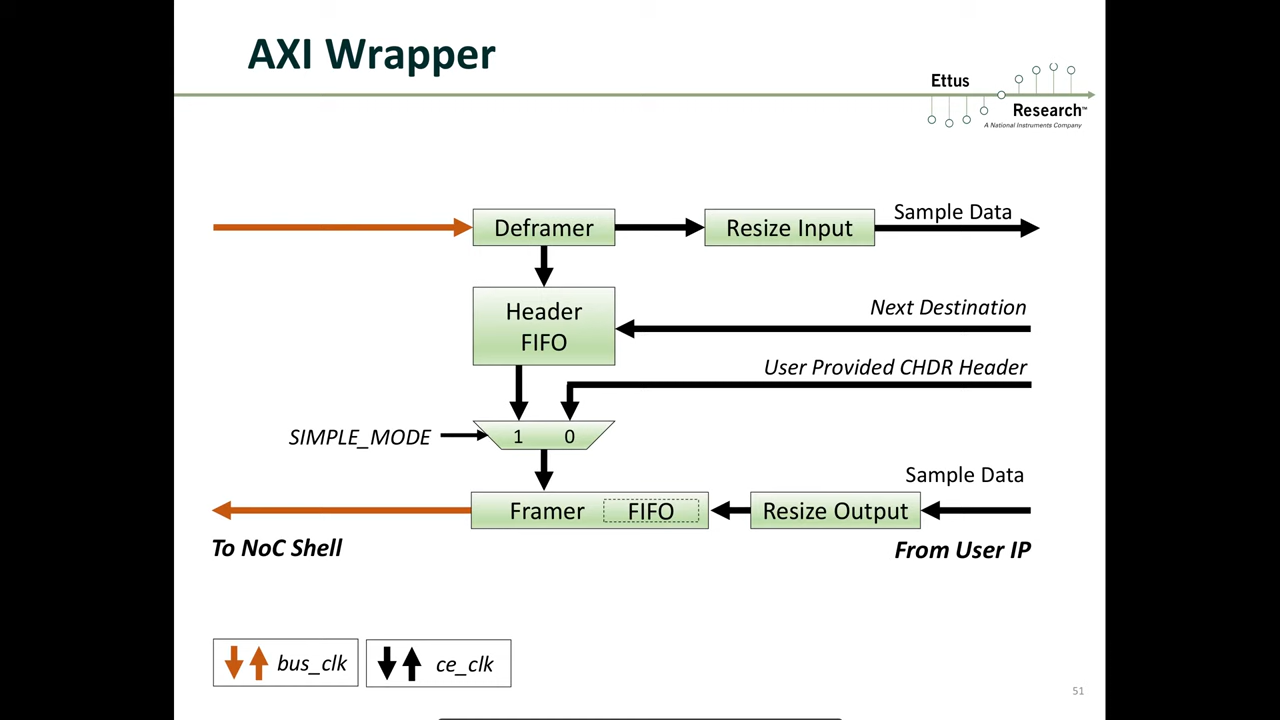 AXI Wrapper
Ettus
Research™
A National Instruments Company
Deframer
Resize Input
Sample Data
Header
FIFO
Next Destination
User Provided CHDR Header
SIMPLE_MODE
1 0
Sample Data
Framer
FIFO
Resize Output
To NoC Shell
From User IP
bus_clk
ce_clk
51